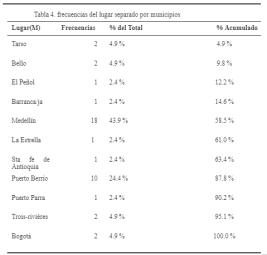 Tabla 4. frecuencias del lugar separado por municipios
Lugar(M) Frecuencias % del Total % Acumulado
Tarso 2 4.9 % 4.9 %
Bello 2 4.9 % 9.8 %
El Peñol 1 2.4 % 12.2 %
Barrancaja 1 2.4 % 14.6 %
Medellín 18 43.9 % 58.5 %
La Estrella 1 2.4 % 61.0 %
Sta fe de
Antioquia 1 2.4 % 63.4 %
Puerto Berrio 10 24.4 % 87.8 %
Puerto Parra 1 2.4 % 90.2 %
Trois-rivières 2 4.9 % 95.1 %
Bogotá 2 4.9 % 100.0 %